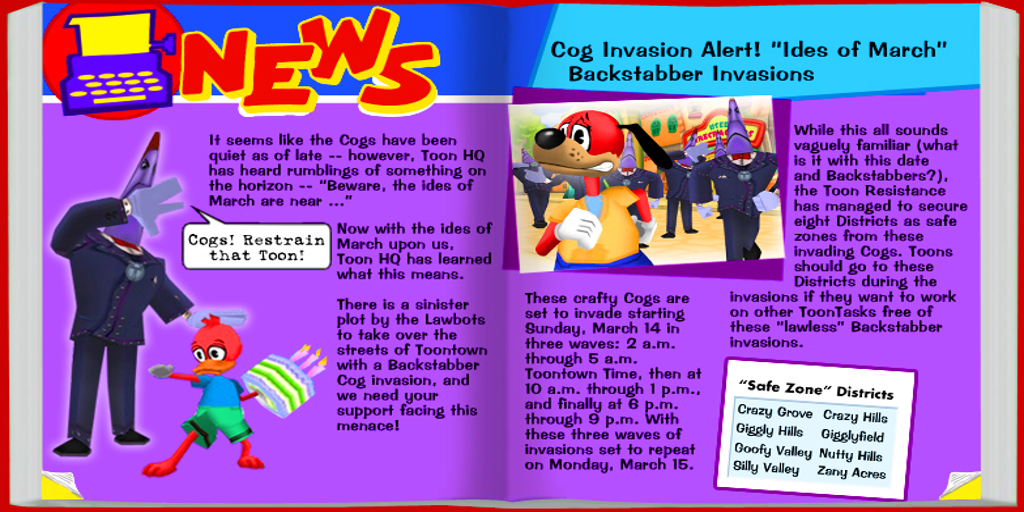 NEWS
It seems like the Cogs have been
quiet as of late -- however, Toon HQ
has heard rumblings of something on
the horizon -- "Beware, the ides of
March are near ..."
Cogs! Restrain
that Toon!
Now with the ides of
March upon us,
Toon HQ has learned
what this means.
There is a sinister
plot by the Lawbots
to take over the
streets of Toontown
with a Backstabber
Cog invasion, and
we need your
support facing this
menace!
Cog Invasion Alert! "Ides of March"
Backstabber Invasions
These crafty Cogs are
set to invade starting
Sunday, March 14 in
three waves: 2 a.m.
through 5 a.m.
Toontown Time, then at
10 a.m. through 1 p.m.,
and finally at 6 p.m.
through 9 p.m. With
these three waves of
invasions set to repeat
on Monday, March 15.
While this all sounds
vaguely familiar (what
is it with this date
and Backstabbers?),
the Toon Resistance
has managed to secure
eight Districts as safe
zones from these
invading Cogs. Toons
should go to these
Districts during the
invasions if they want to work
on other ToonTasks free of
these "lawless" Backstabber
invasions.
"Safe Zone" Districts
Crazy Grove Crazy Hills
Giggly Hills Gigglyfield
Goofy Valley Nutty Hills
Silly Valley Zany Acres